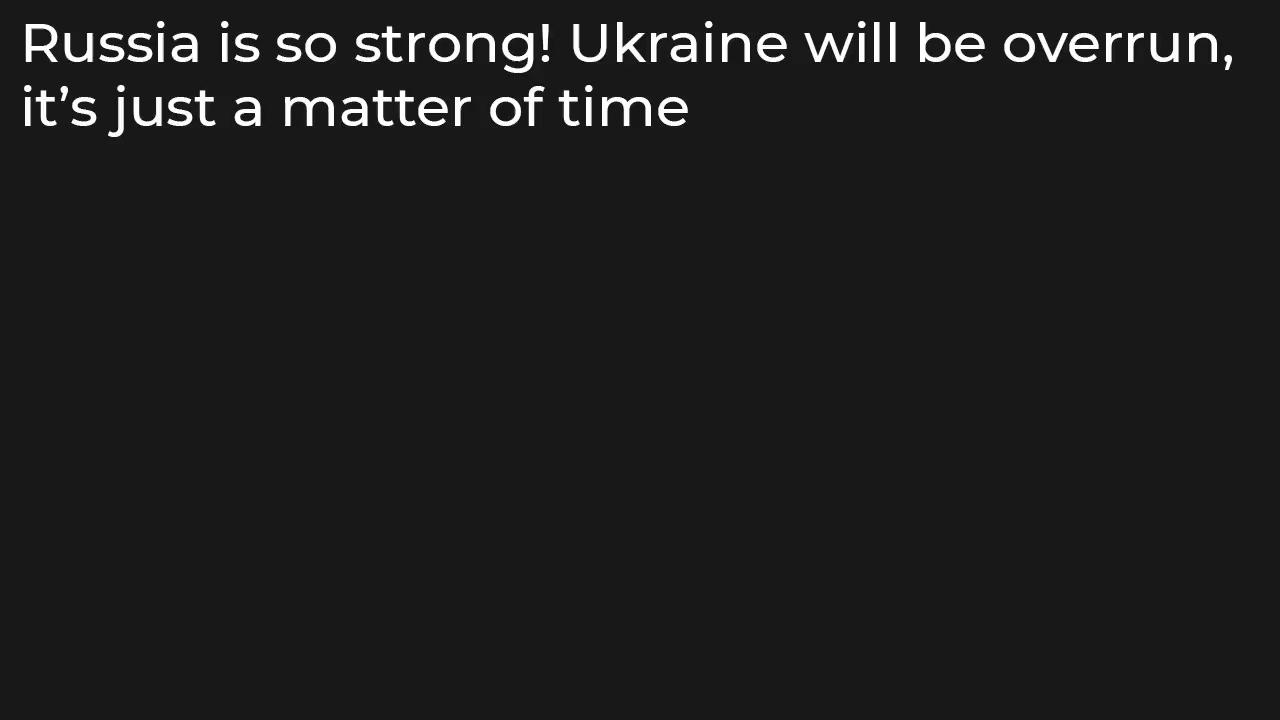 Russia is so strong! Ukraine will be overrun,
it’s just a matter of time